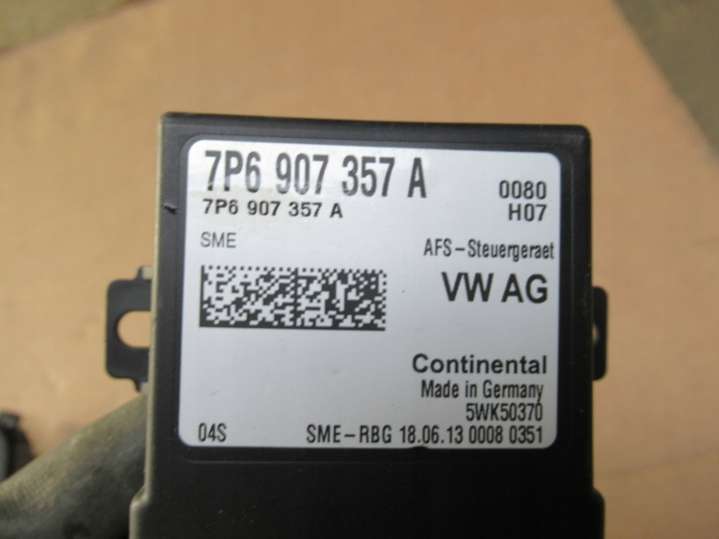 7P6 907 357 A
0080
7P6 907 357 A
H07
SME
AFS-Steuergeraet
VW AG
Continental
Made in Germany
5WK50370
04S
SME-RBG 18.06.13 0008 0351